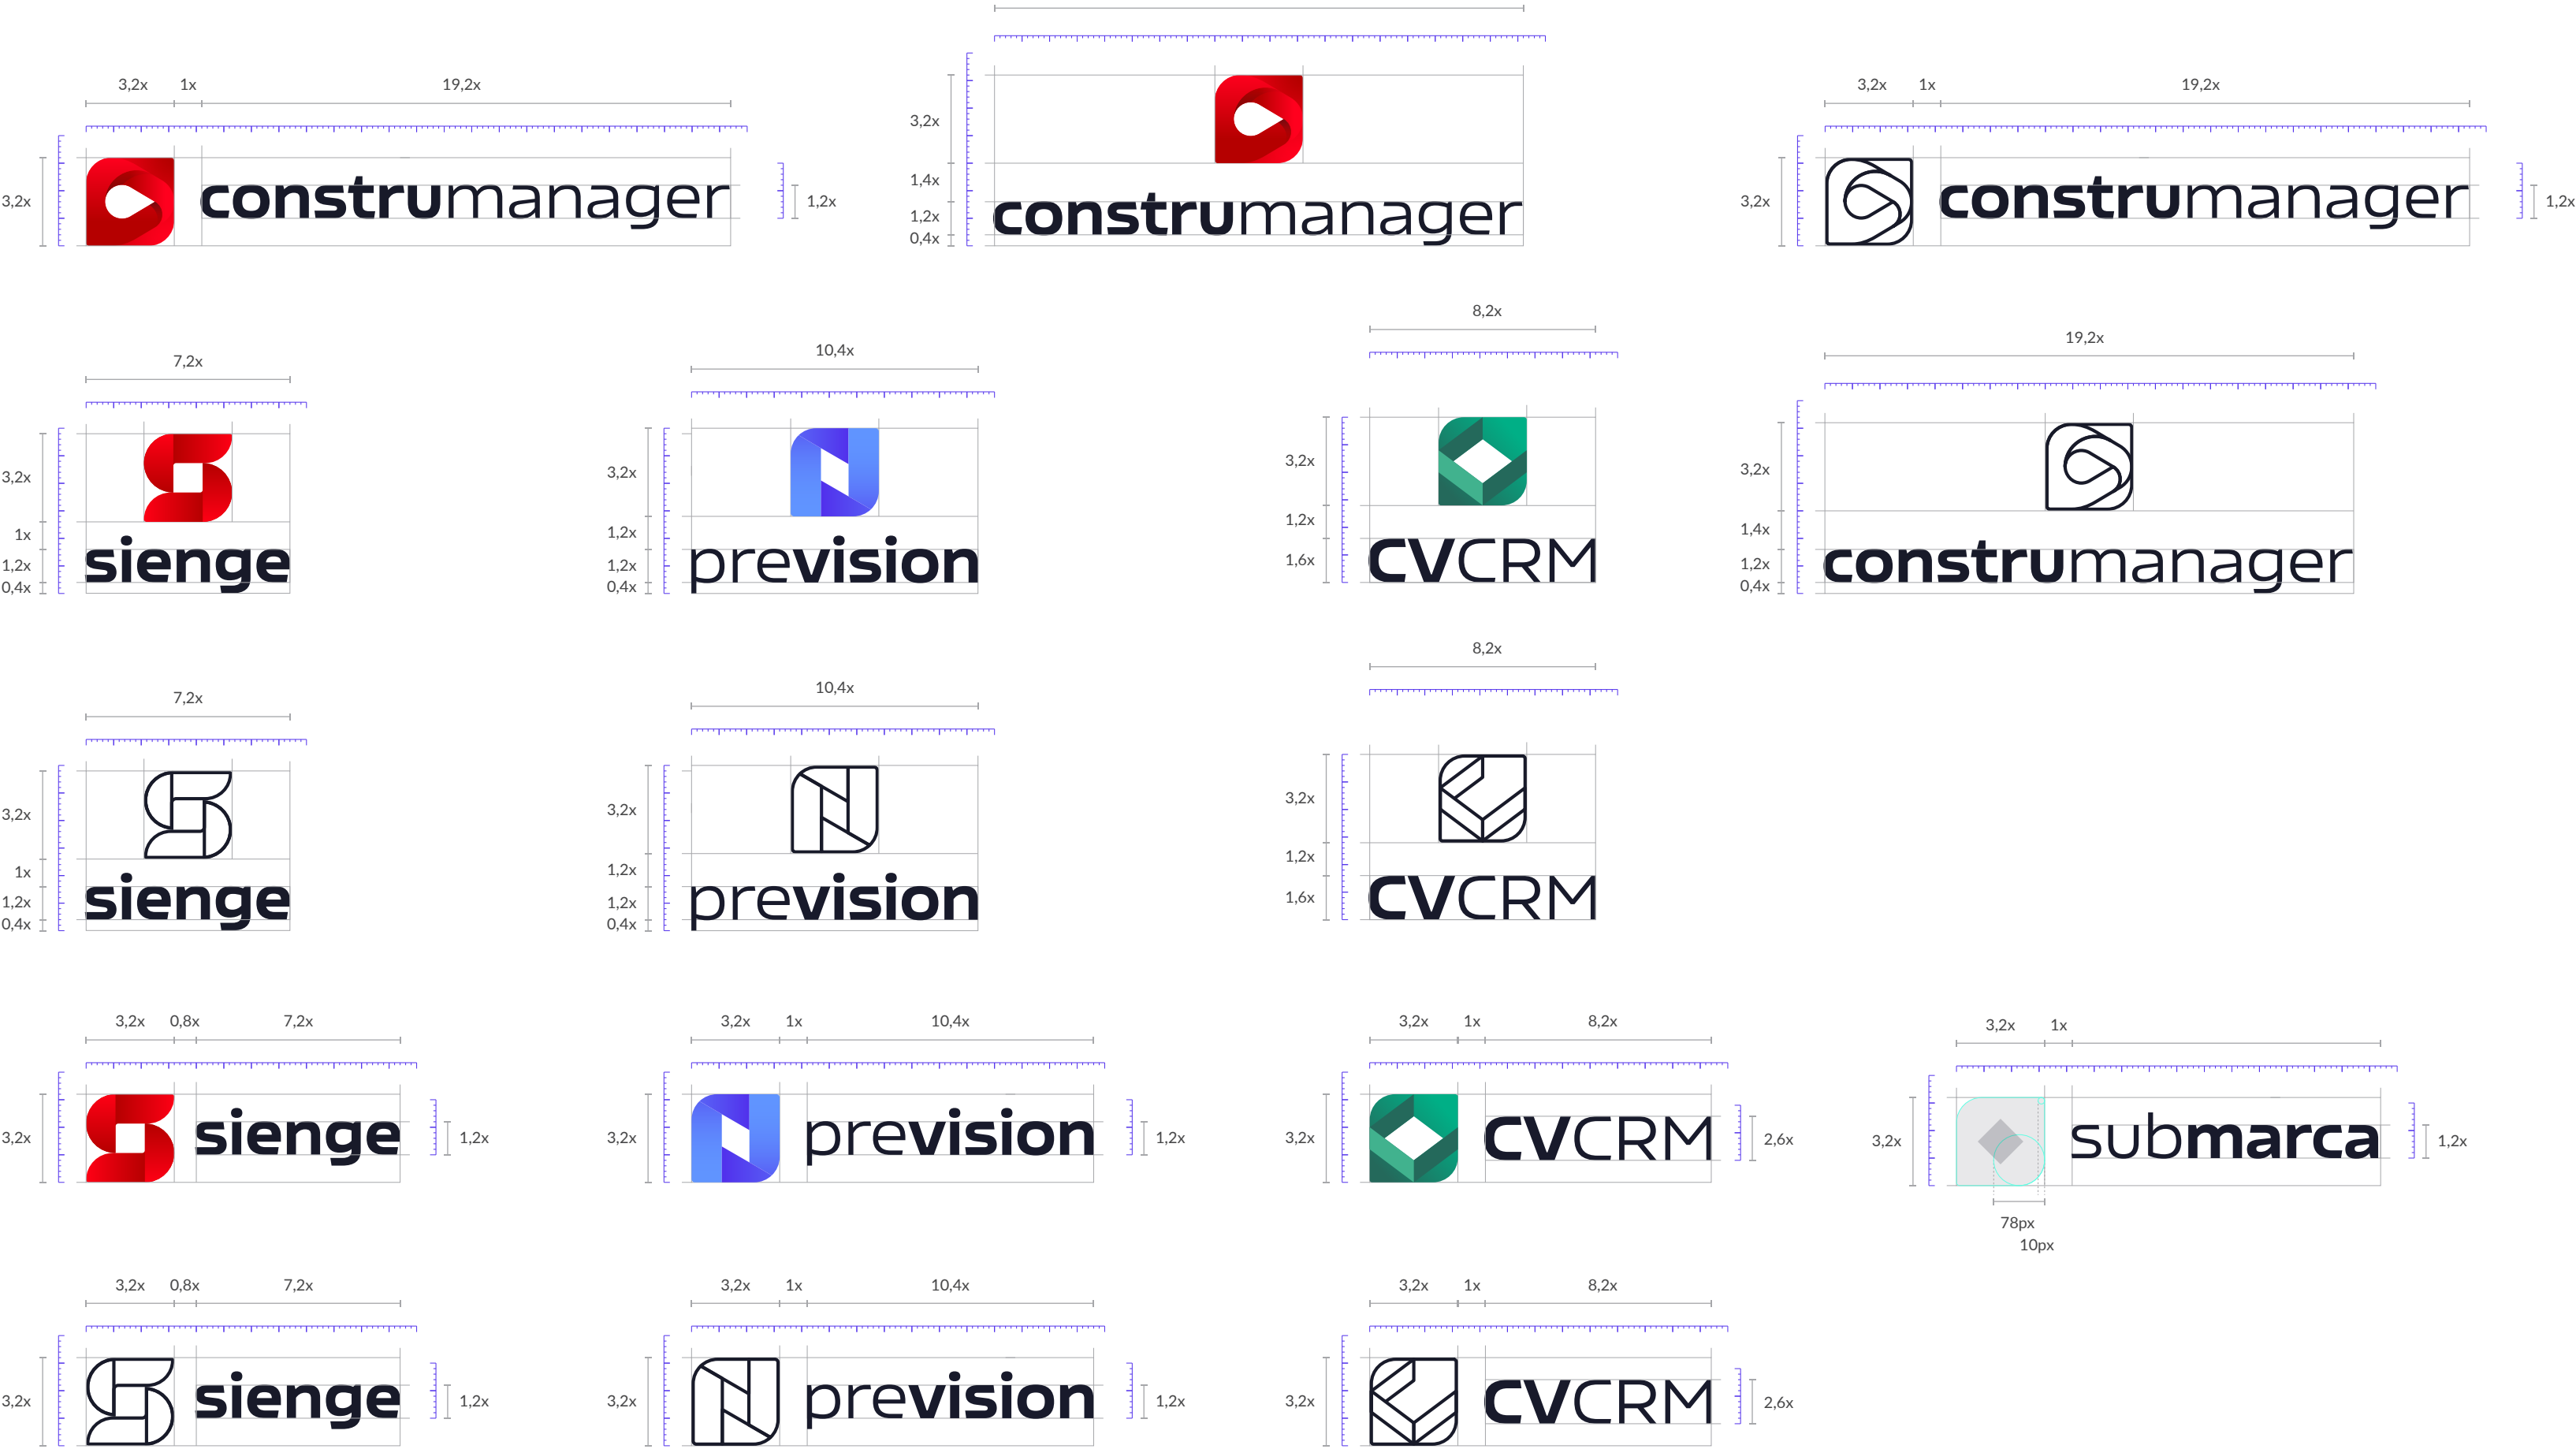 3,2x 1x 19,2x
3,2x
construmanager
1,2x
3,2x
1,4x
1,2x
0,4x
construmanager
3,2x 1x 19,2x
3,2x
construmanager
1,2x
7,2x
3,2x
1x
1,2x
0,4x
sienge
10,4x
3,2x
1,2x
1,2x
0,4x
prevision
8,2x
3,2x
1,2x
1,6x
CVCRM
19,2x
3,2x
1,4x
1,2x
0,4x
construmanager
7,2x
3,2x
1x
1,2x
0,4x
sienge
10,4x
3,2x
1,2x
1,2x
0,4x
prevision
8,2x
3,2x
1,2x
1,6x
CVCRM
3,2x 0,8x 7,2x
3,2x
sienge
1,2x
3,2x 1x 10,4x
3,2x
prevision
1,2x
3,2x 1x 8,2x
3,2x
CVCRM
2,6x
3,2x 1x
3,2x
submarca
1,2x
78px
10px
3,2x 0,8x 7,2x
3,2x
sienge
1,2x
3,2x 1x 10,4x
3,2x
prevision
1,2x
3,2x 1x 8,2x
3,2x
CVCRM
2,6x